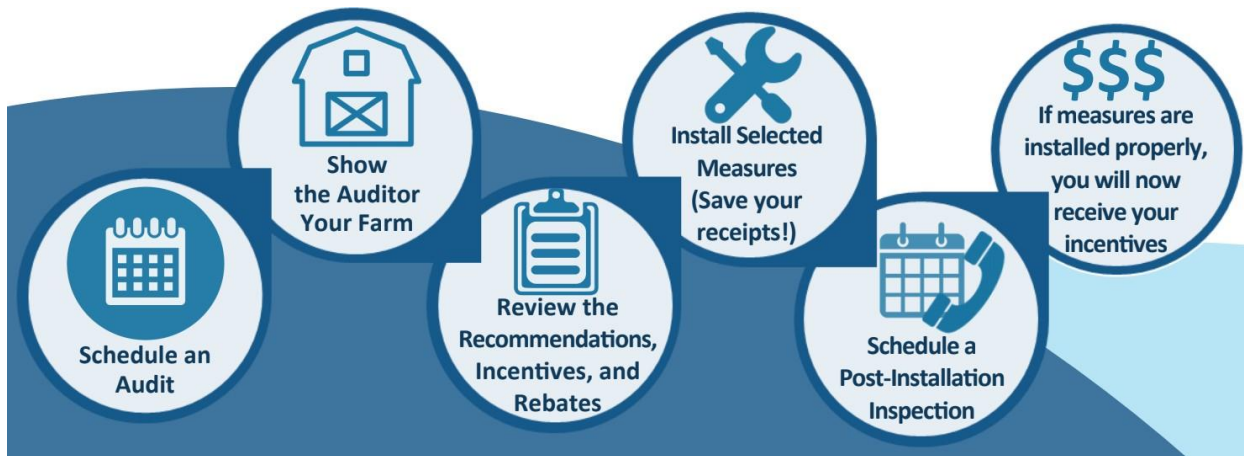 Schedule an
Audit
Show
the Auditor
Your Farm
Review the
Recommendations,
Incentives, and
Rebates
Install Selected
Measures
(Save your
receipts!)
Schedule a
Post-Installation
Inspection
$$$
If measures are
installed properly,
you will now
receive your
incentives